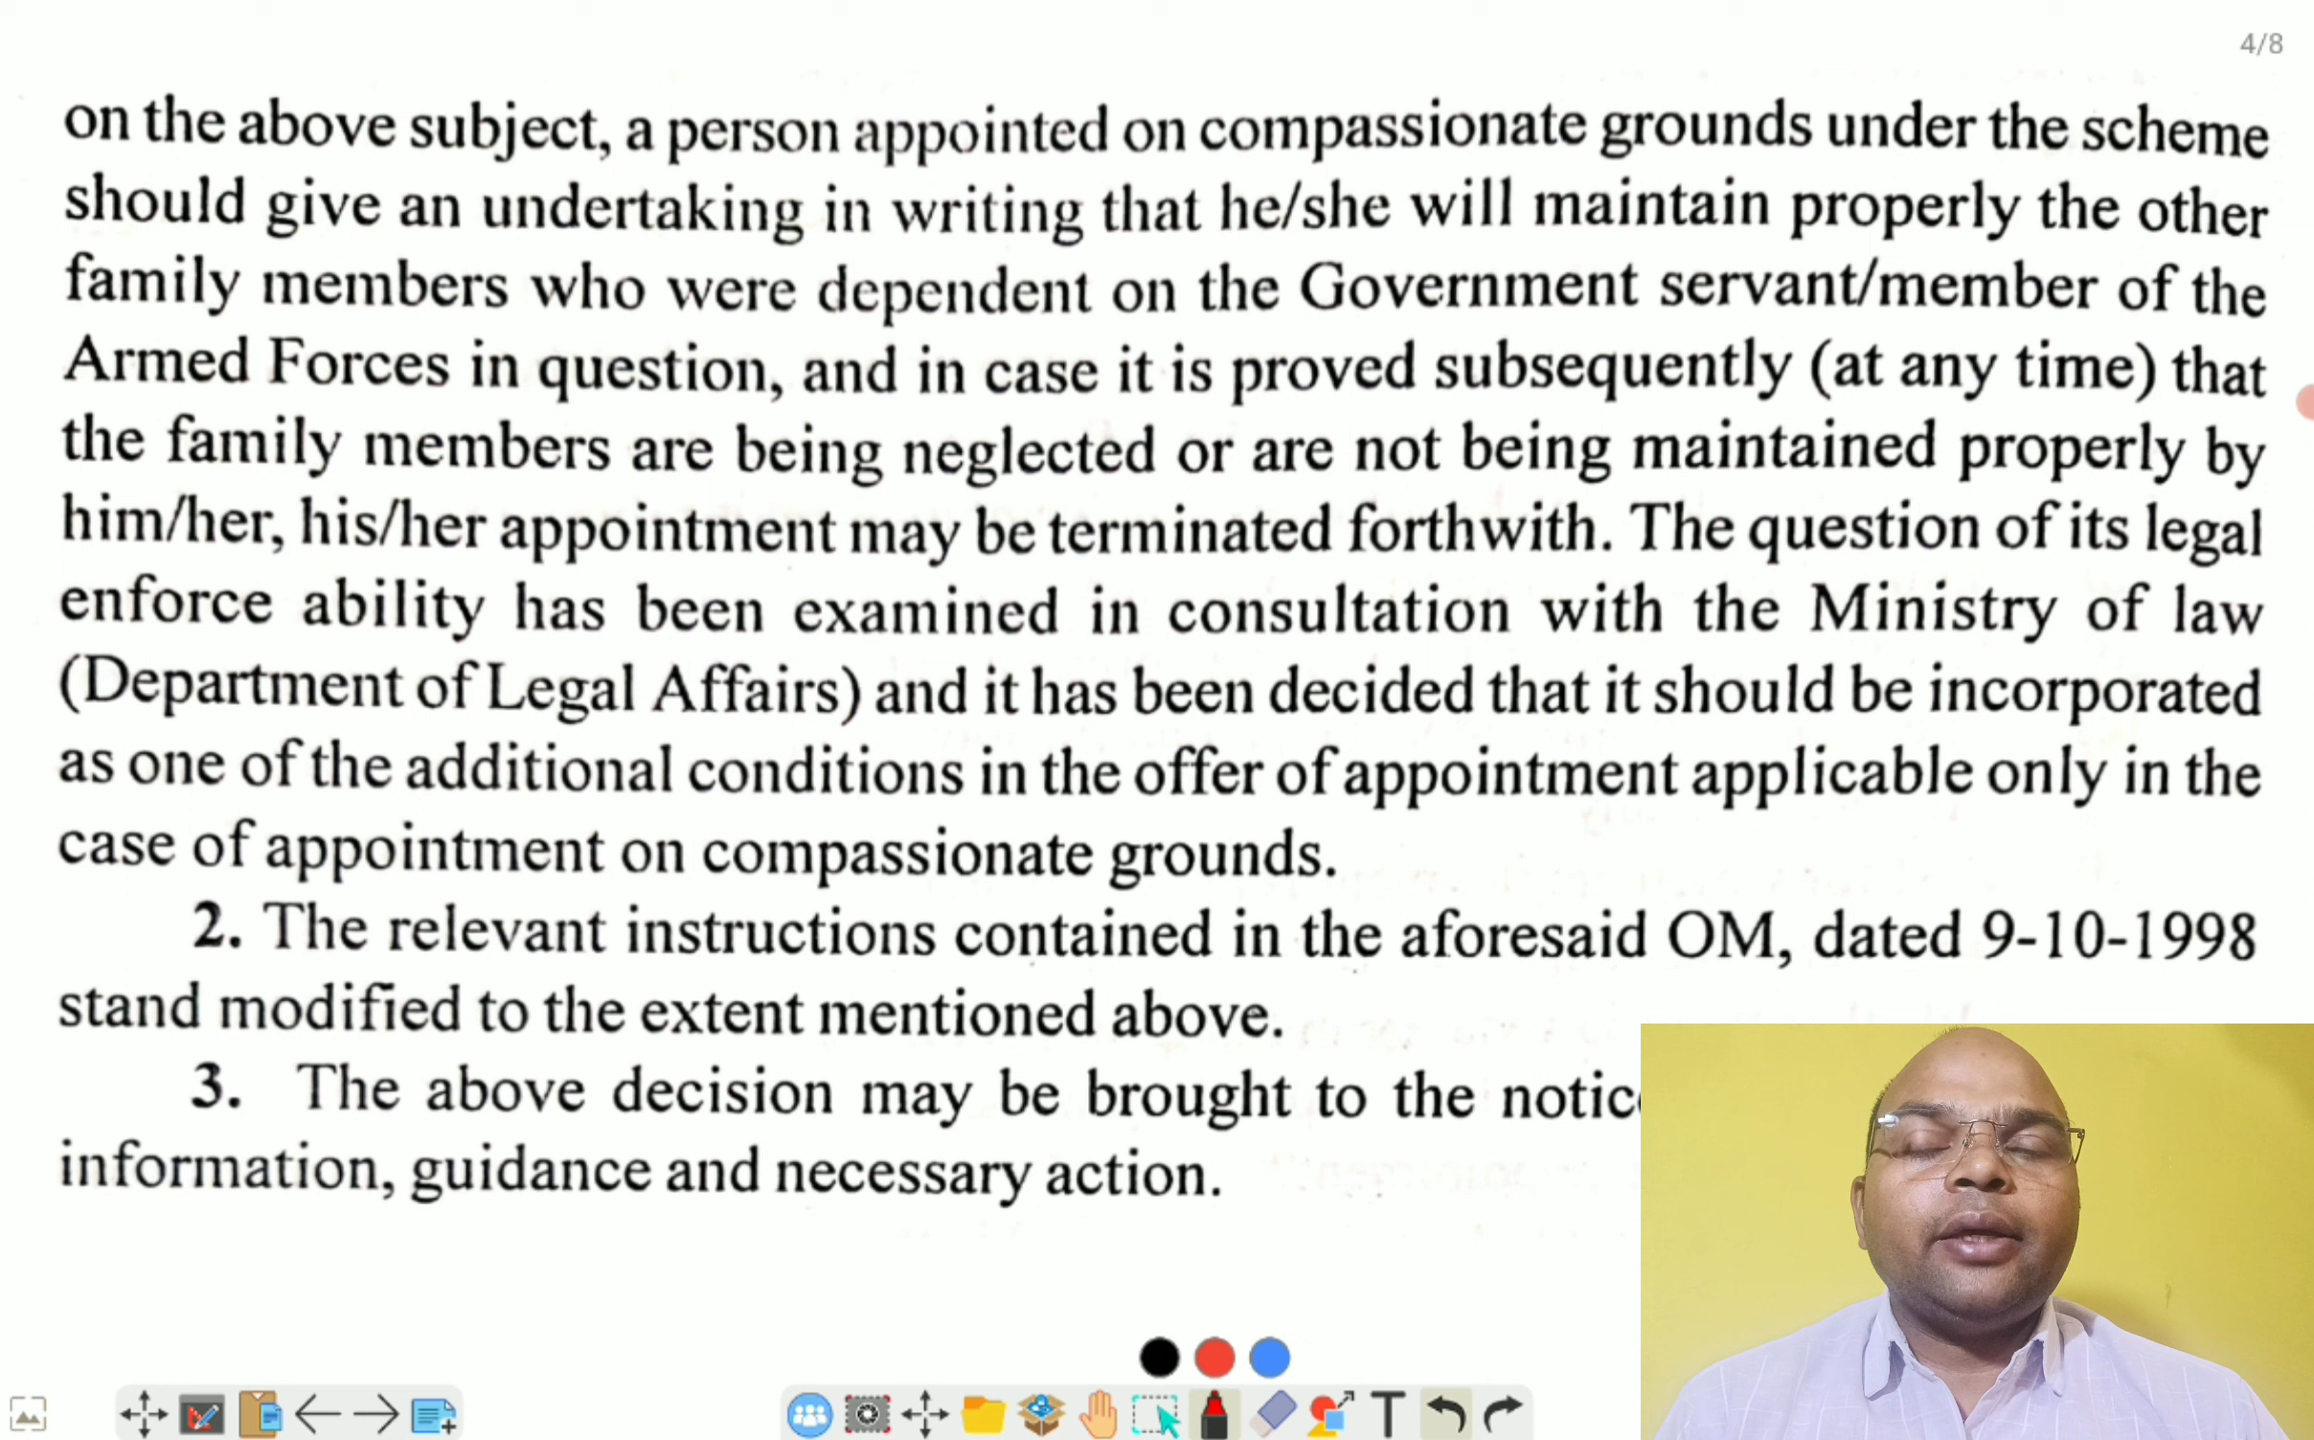 4/8
on the above subject, a person appointed on compassionate grounds under the scheme
should give an undertaking in writing that he/she will maintain properly the other
family members who were dependent on the Government servant/member of the
Armed Forces in question, and in case it is proved subsequently (at any time) that
the family members are being neglected or are not being maintained properly by
him/her, his/her appointment may be terminated forthwith. The question of its legal
enforce ability has been examined in consultation with the Ministry of law
(Department of Legal Affairs) and it has been decided that it should be incorporated
as one of the additional conditions in the offer of appointment applicable only in the
case of appointment on compassionate grounds.
2. The relevant instructions contained in the aforesaid OM, dated 9-10-1998
stand modified to the extent mentioned above.
3. The above decision may be brought to the
information, guidance and necessary action.
T